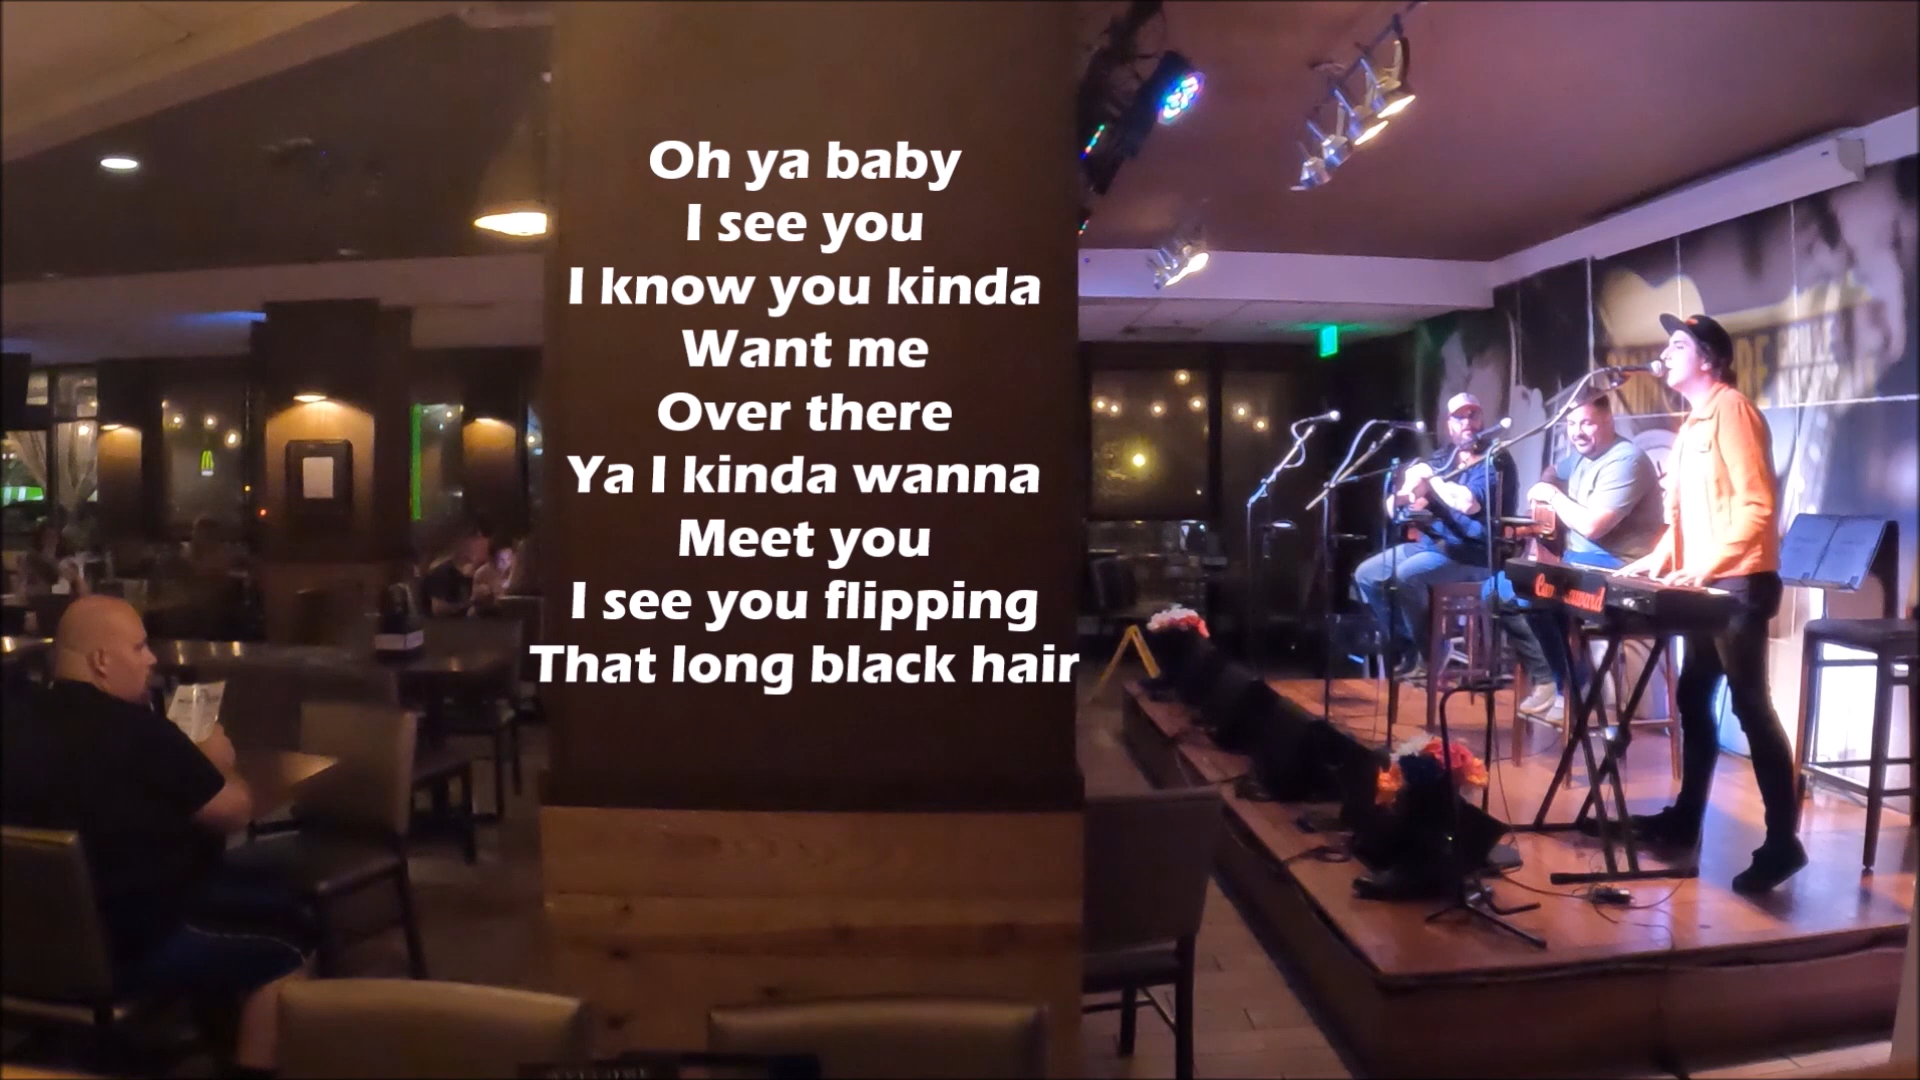 Oh ya baby
I see you
I know you kinda
Want me
Over there
Ya I kinda wanna
Meet you
I see you flipping
That long black hair